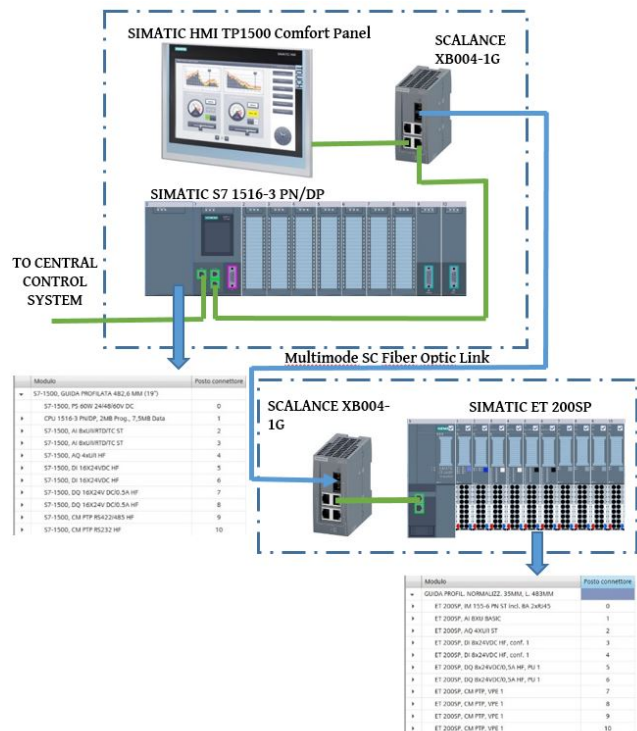 SIMATIC HMI TP1500 Comfort Panel
SCALANCE
XB004-1G
SIEMENS
TOUCH
SIMATIC S7 1516-3 PN/DP
TO CENTRAL
CONTROL
SYSTEM
Multimode SC Fiber Optic Link
Modulo Posto connettore
S7-1500, GUIDA PROFILATA 482,6 MM (19")
S7-1500, PS 60W 24/48/60V DC 0
CPU 1516-3 PN/DP, 2MB Prog., 7,5MB Data 1
S7-1500, AI 8xU/I/RTD/TC ST 2
S7-1500, AI 8xU/I/RTD/TC ST 3
S7-1500, AQ 4xU/I HF 4
S7-1500, DI 16X24VDC HF 5
S7-1500, DI 16X24VDC HF 6
S7-1500, DQ 16X24V DC/0.5A HF 7
S7-1500, DQ 16X24V DC/0.5A HF 8
S7-1500, CM PTP RS422/485 HF 9
S7-1500, CM PTP RS232 HF 10
SCALANCE XB004-
1G
SIMATIC ET 200SP
Modulo Posto connettore
GUIDA PROFIL. NORMALIZZ. 35MM, L. 483MM
ET 200SP, IM 155-6 PN ST incl. BA 2xRJ45 0
ET 200SP, AI 8XU BASIC 1
ET 200SP, AQ 4XU/I ST 2
ET 200SP, DI 8x24VDC HF, conf. 1 3
ET 200SP, DI 8x24VDC HF, conf. 1 4
ET 200SP, DQ 8x24VDC/0,5A HF, PU 1 5
ET 200SP, DQ 8x24VDC/0,5A HF, PU 1 6
ET 200SP, CM PTP, VPE 1 7
ET 200SP, CM PTP, VPE 1 8
ET 200SP, CM PTP, VPE 1 9
ET 200SP, CM PTP, VPE 1 10